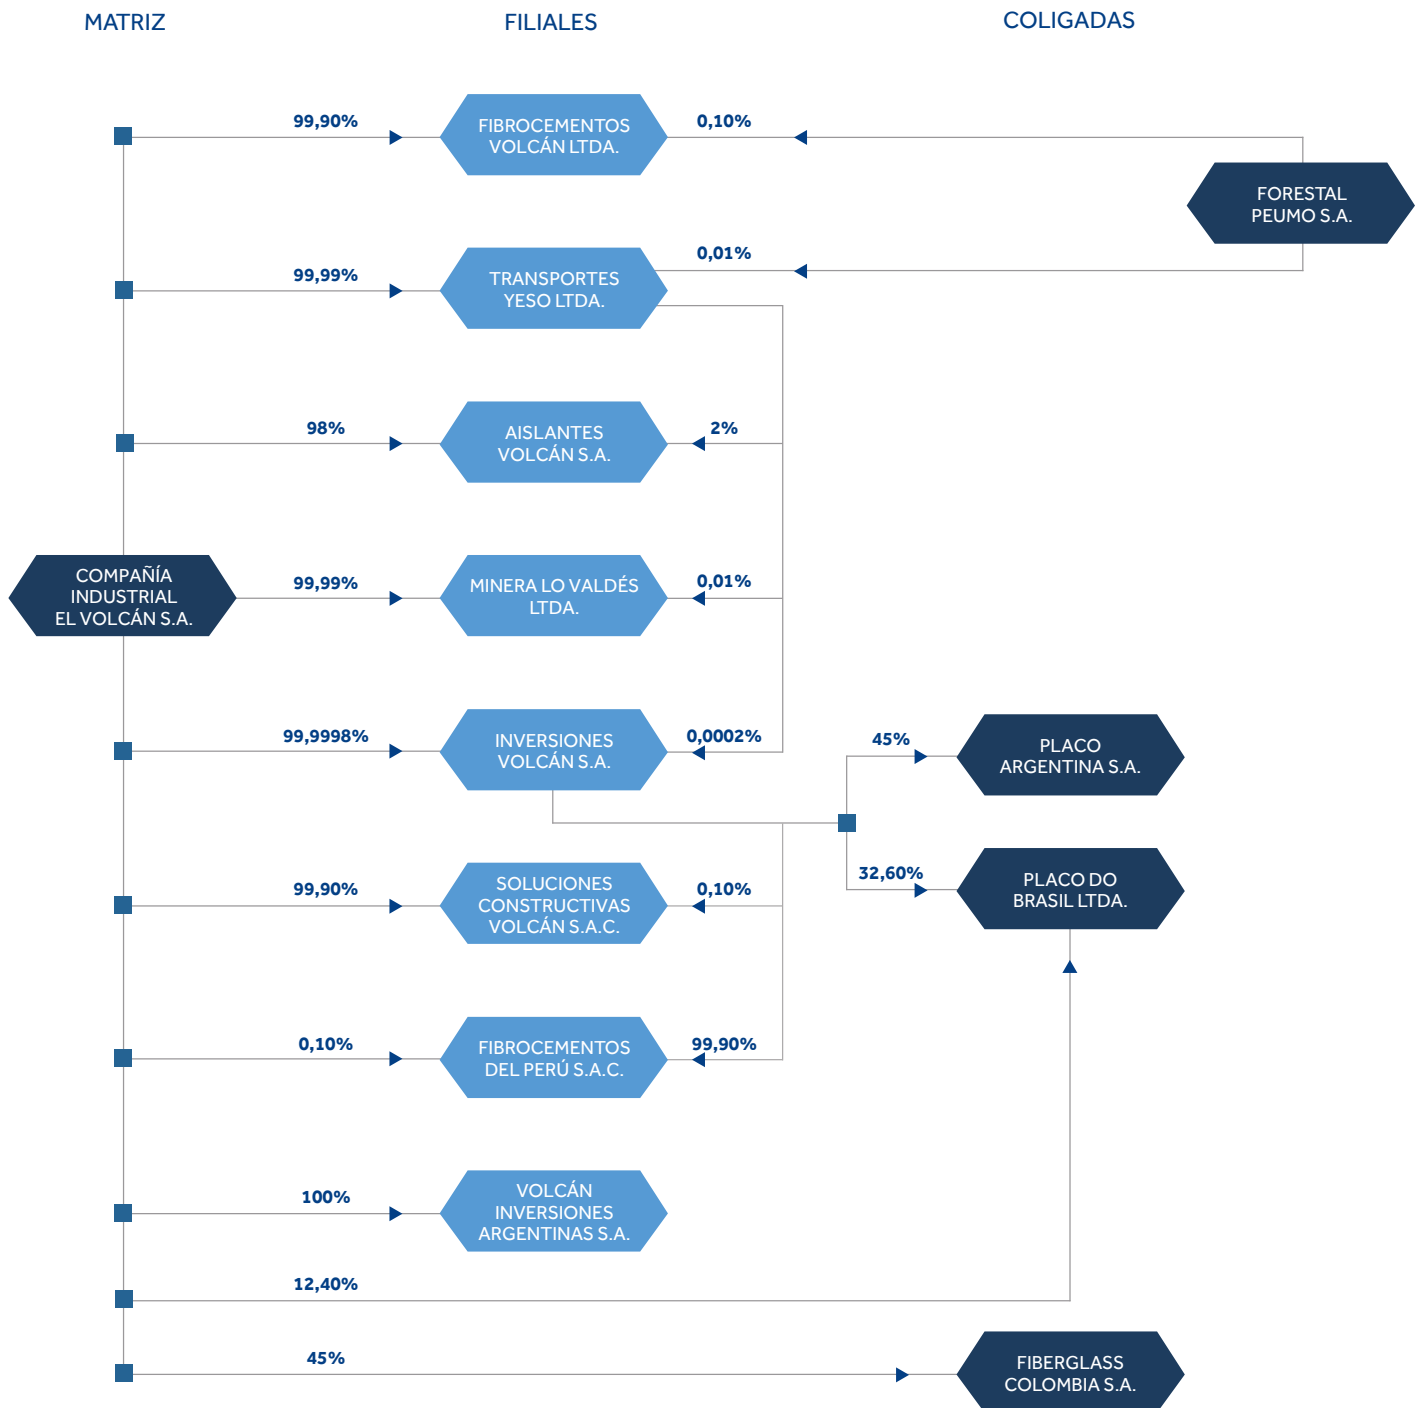 MATRIZ
FILIALES
COLIGADAS
99,90%
FIBROCEMENTOS
VOLCÁN LTDA.
0,10%
FORESTAL
PEUMO S.A.
99,99%
TRANSPORTES
YESO LTDA.
0,01%
98%
AISLANTES
VOLCÁN S.A.
2%
COMPAÑÍA
INDUSTRIAL
EL VOLCÁN S.A.
99,99%
MINERA LO VALDÉS
LTDA.
0,01%
99,9998%
INVERSIONES
VOLCÁN S.A.
0,0002%
45%
PLACO
ARGENTINA S.A.
99,90%
SOLUCIONES
CONSTRUCTIVAS
VOLCÁN S.A.C.
0,10%
32,60%
PLACO DO
BRASIL LTDA.
0,10%
FIBROCEMENTOS
DEL PERÚ S.A.C.
99,90%
100%
VOLCÁN
INVERSIONES
ARGENTINAS S.A.
12,40%
45%
FIBERGLASS
COLOMBIA S.A.